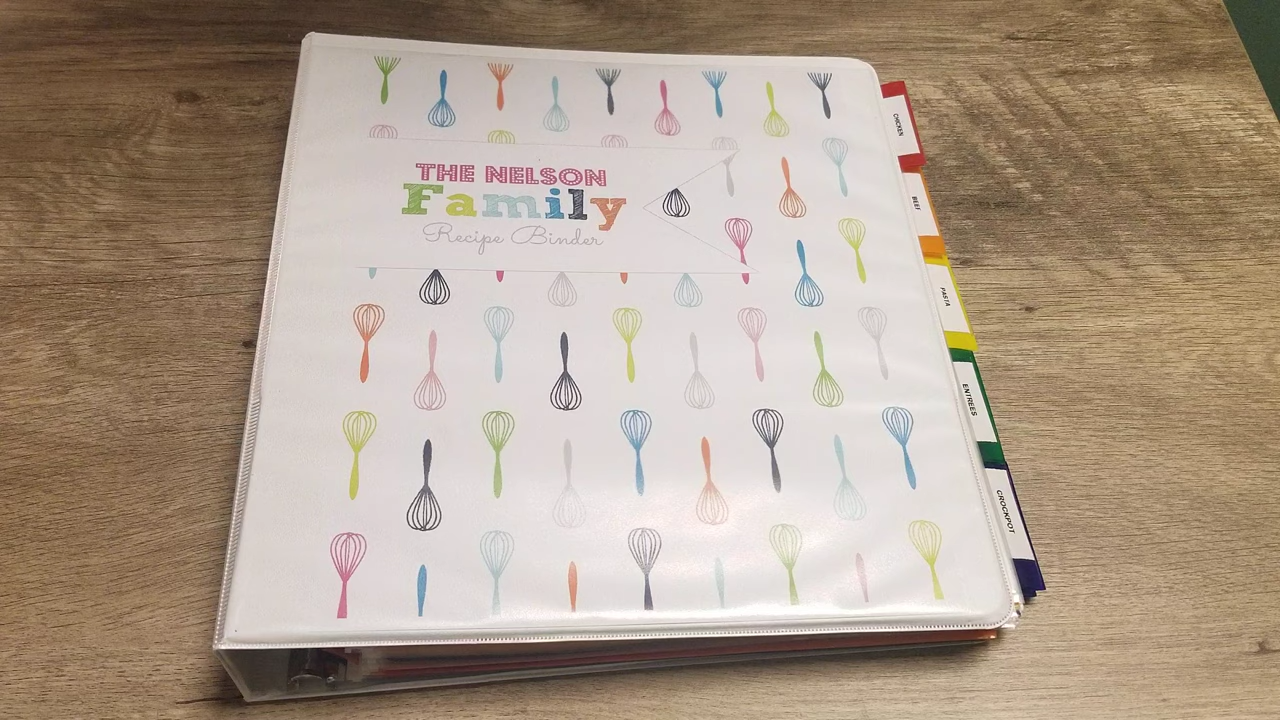 THE NELSON
Family
Recipe Binder
CHICKEN
BEEF
PASTA
ENTREES
CROCKPOT